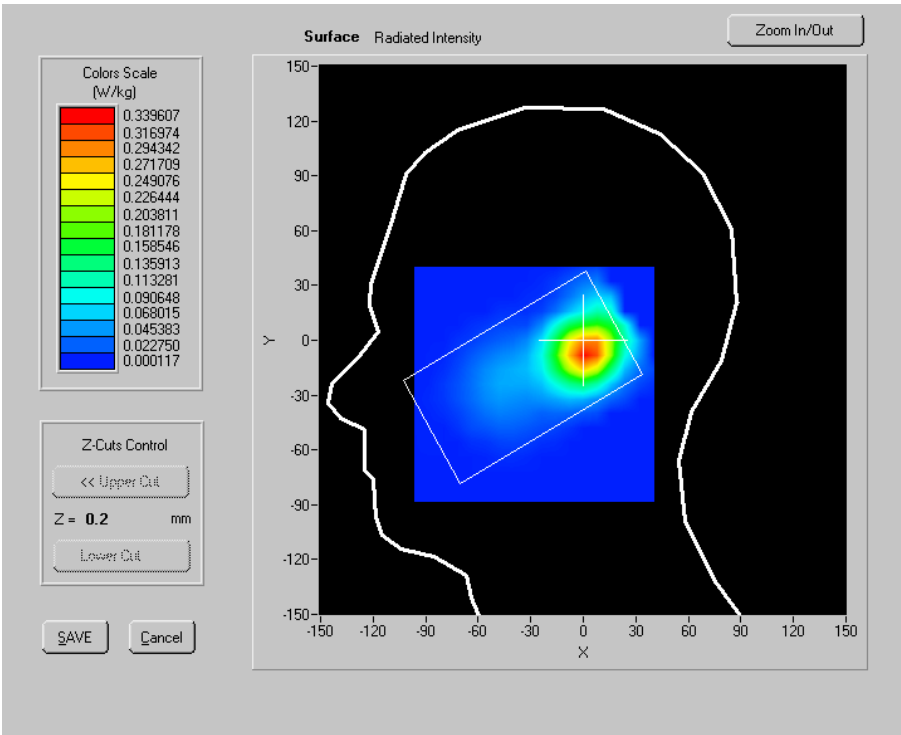 Surface Radiated Intensity
Zoom In/Out
Colors Scale
(W/kg)
0.339607
0.316974
0.294342
0.271709
0.249076
0.226444
0.203811
0.181178
0.158546
0.135913
0.113281
0.090648
0.068015
0.045383
0.022750
0.000117
Z-Cuts Control
<< Upper Cut
Z = 0.2 mm
Lower Cut
SAVE Cancel
150
120
90
60
30
0
-30
-60
-90
-120
-150
Y
-150 -120 -90 -60 -30 0 30 60 90 120 150
X